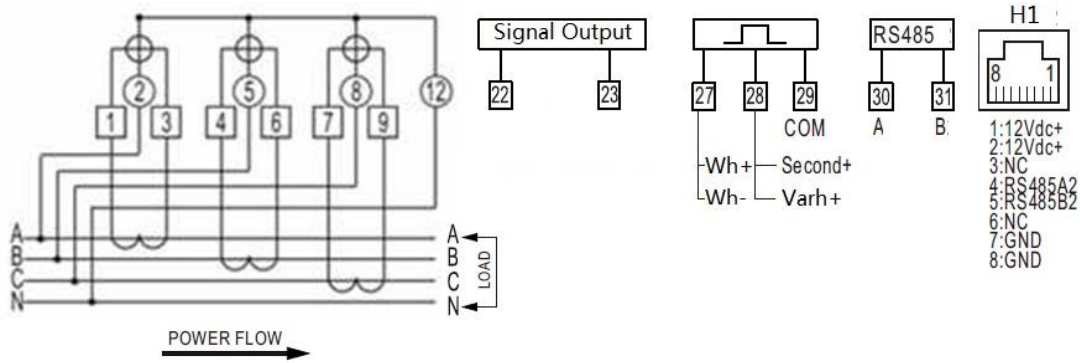 Signal Output
RS485
H1
2 5 8 12
1 3 4 6 7 9
22 23
27 28 29
30 31
8 1
COM
A B
Wh+ Second+
Wh- Varh+
1:12Vdc+
2:12Vdc+
3:NC
4:RS485A2
5:RS485B2
6:NC
7:GND
8:GND
A A
B B
C C
N N
LOAD
POWER FLOW